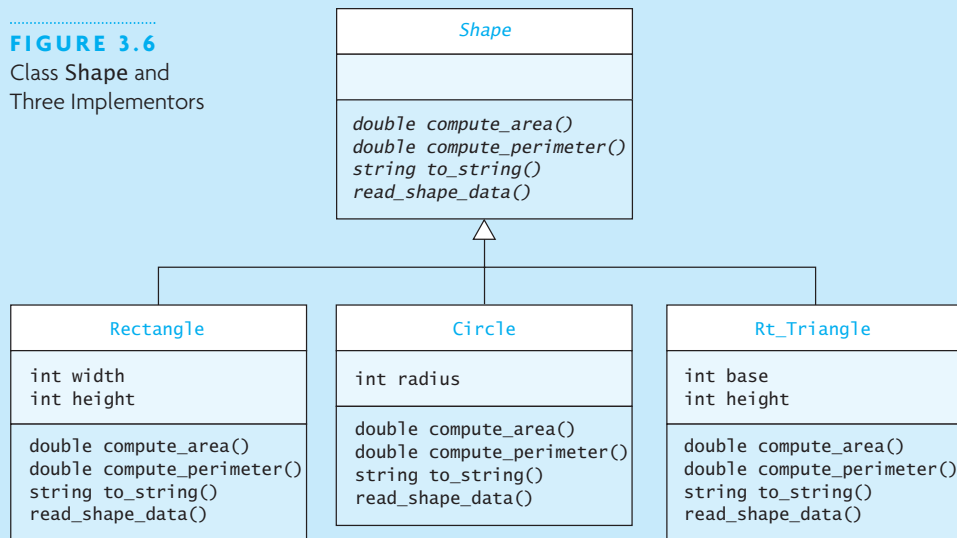 FIGURE 3.6
Class Shape and
Three Implementors
Shape
double compute_area()
double compute_perimeter()
string to_string()
read_shape_data()
Rectangle
int width
int height
double compute_area()
double compute_perimeter()
string to_string()
read_shape_data()
Circle
int radius
double compute_area()
double compute_perimeter()
string to_string()
read_shape_data()
Rt_Triangle
int base
int height
double compute_area()
double compute_perimeter()
string to_string()
read_shape_data()